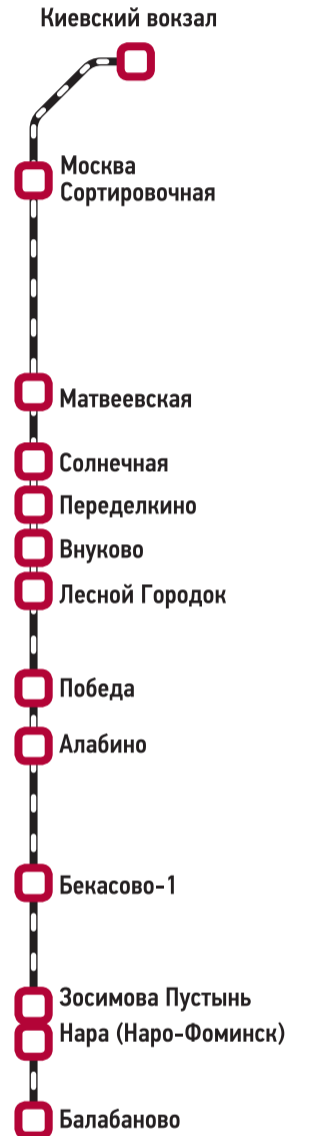 Киевский вокзал
Москва
Сортировочная
Матвеевская
Солнечная
Переделкино
Внуково
Лесной Городок
Победа
Алабино
Бекасово-1
Зосимова Пустынь
Нара (Наро-Фоминск)
Балабаново